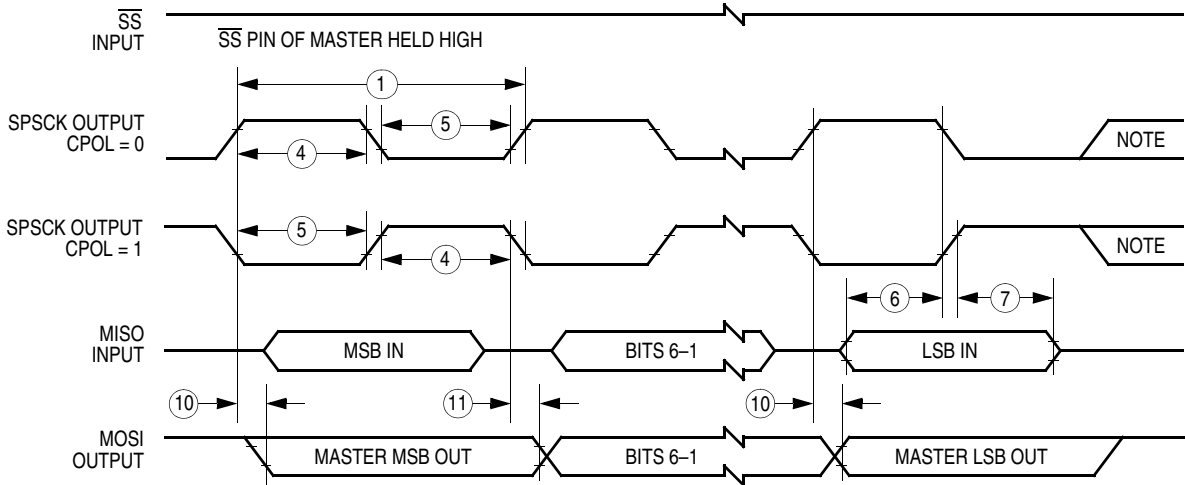 SS
INPUT
SS PIN OF MASTER HELD HIGH
1
SPSCK OUTPUT
CPOL = 0
5
4
NOTE
SPSCK OUTPUT
CPOL = 1
5
4
NOTE
6
7
MISO
INPUT
MSB IN
BITS 6–1
LSB IN
10
11
10
MOSI
OUTPUT
MASTER MSB OUT
BITS 6–1
MASTER LSB OUT